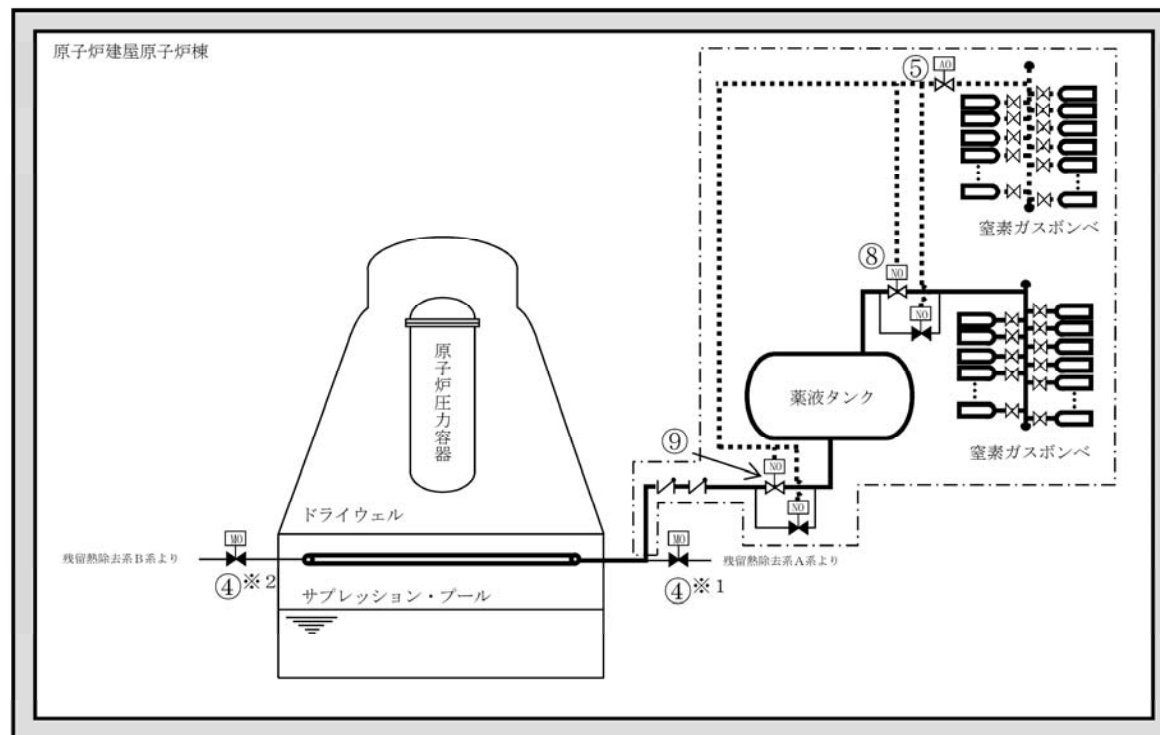 原子炉建屋原子炉棟
⑤
AO
窒素ガスボンベ
⑧
NO
NO
原子炉圧力容器
薬液タンク
窒素ガスボンベ
⑨
NO
NO
ドライウェル
MO
残留熱除去系B系より
④※2
MO
残留熱除去系A系より
④※1
サプレッション・プール